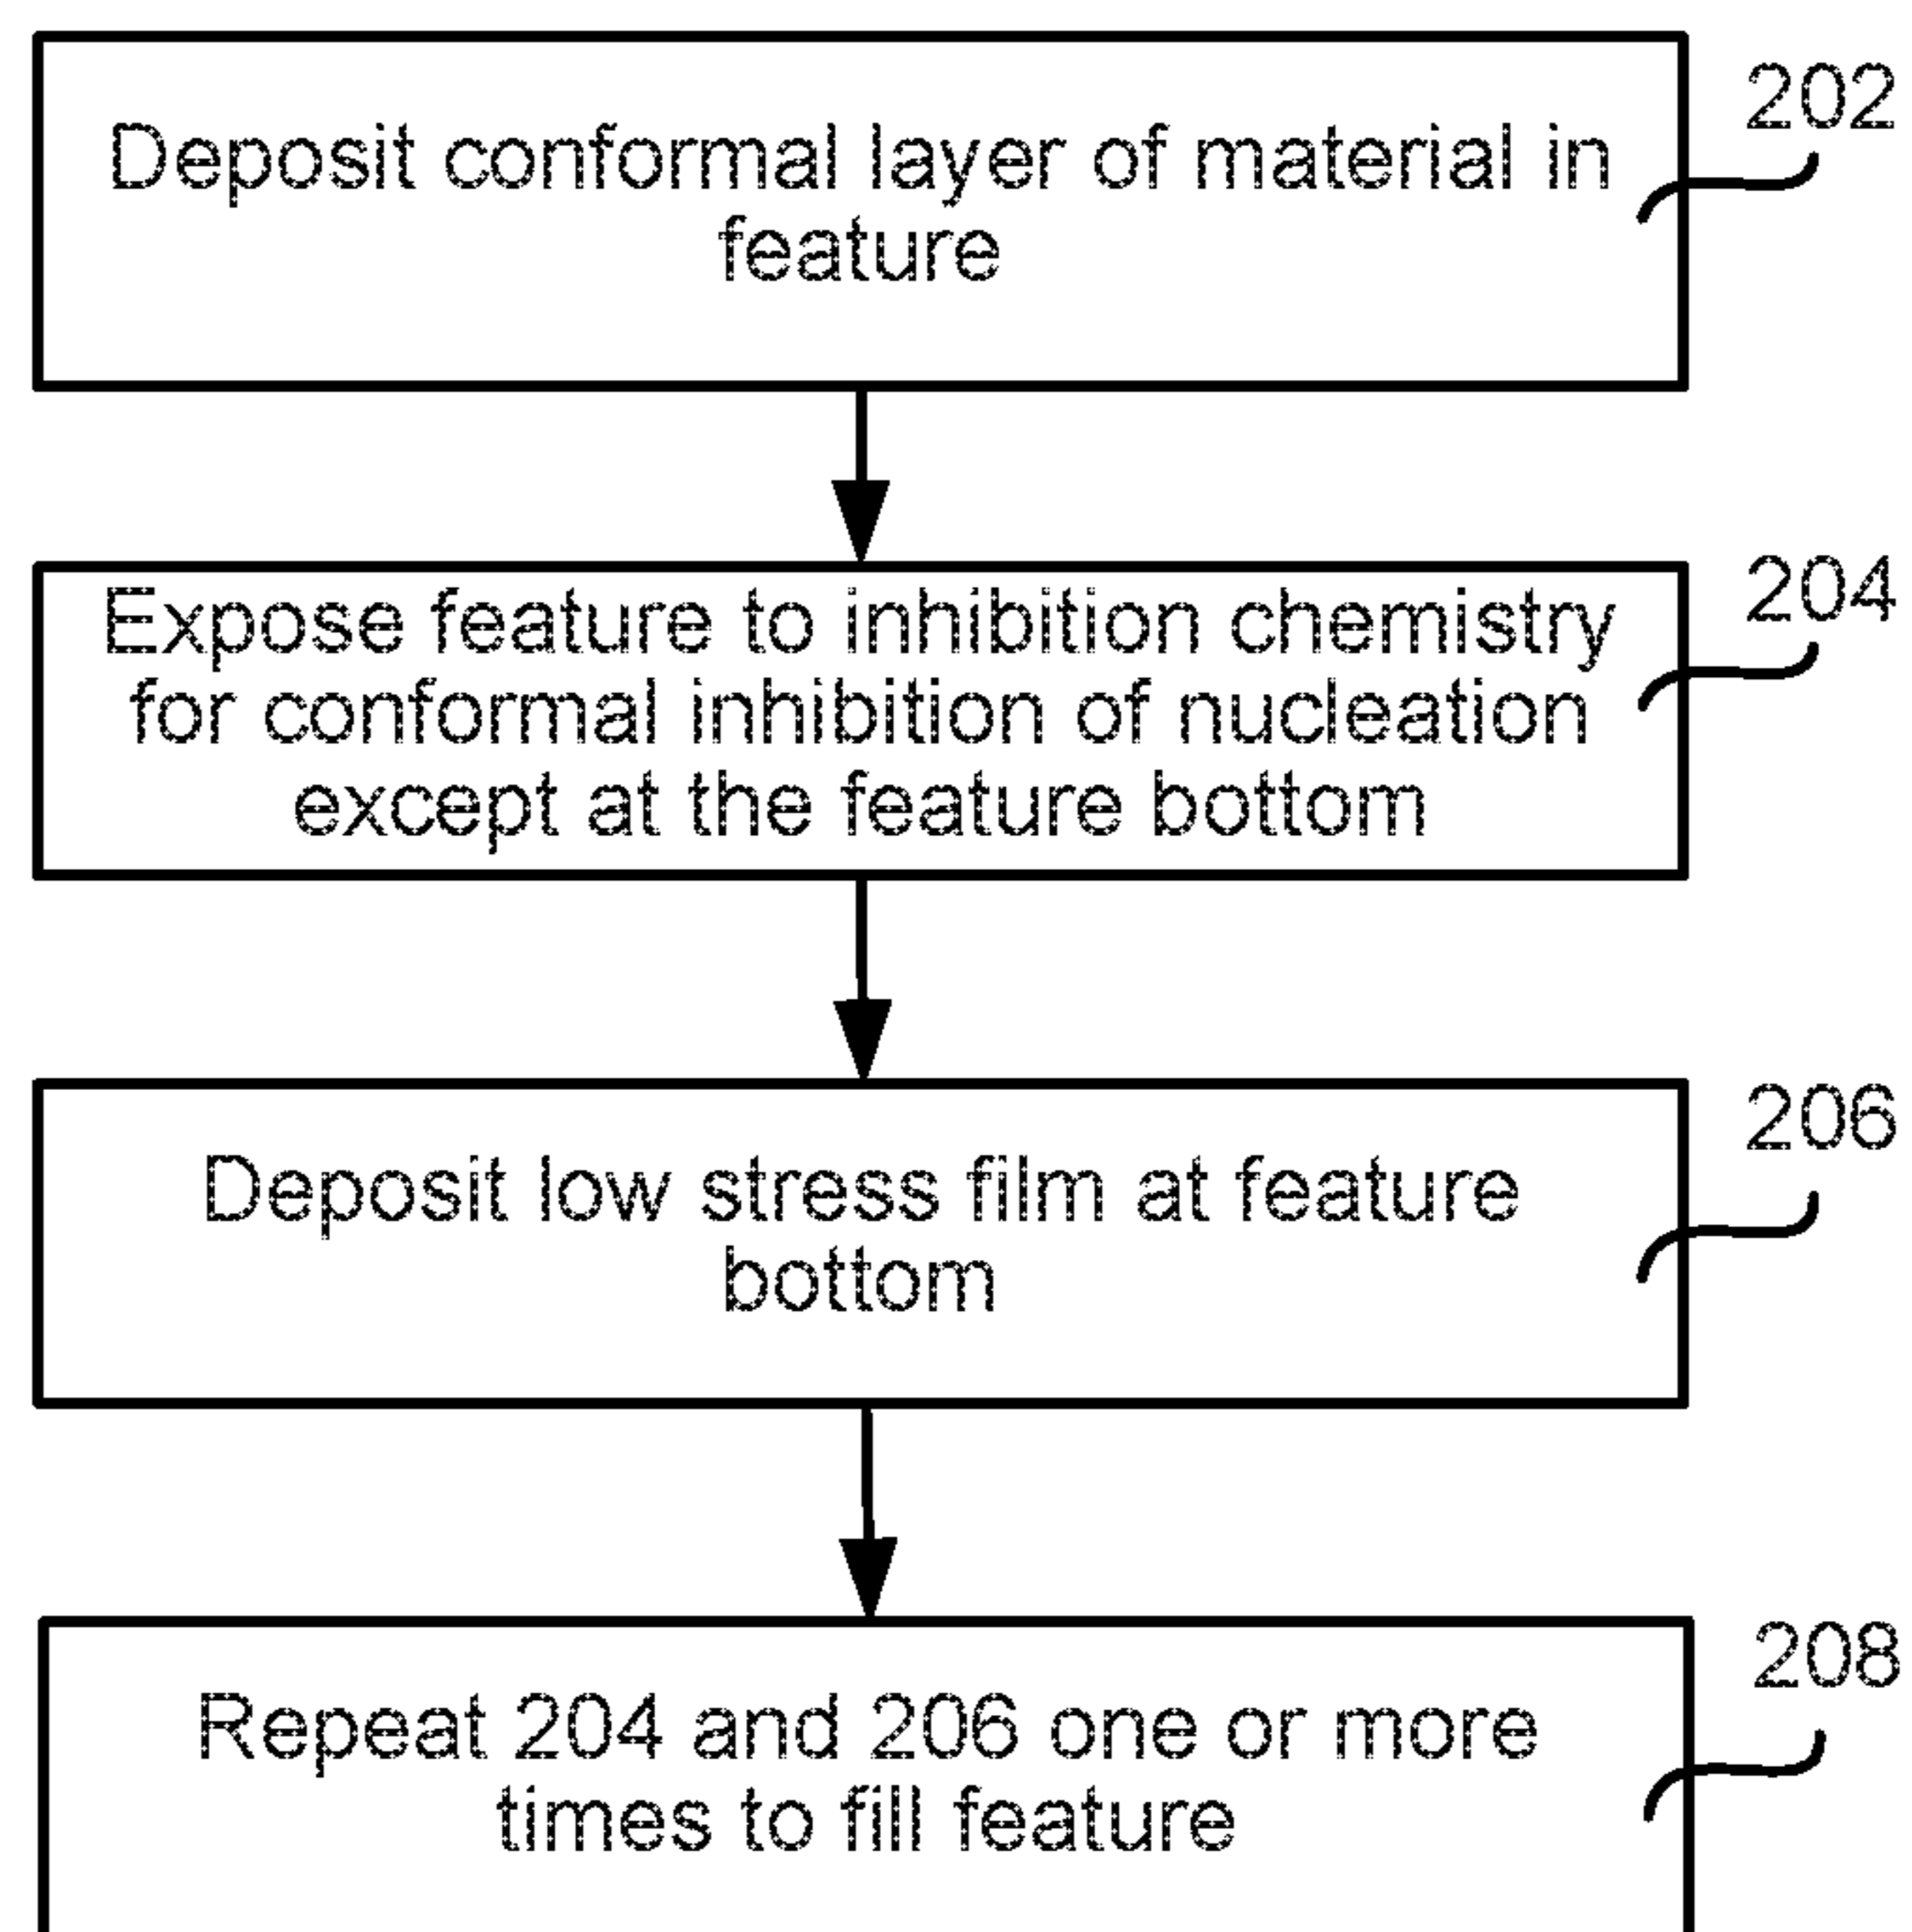 Deposit conformal layer of material in
feature
202
Expose feature to inhibition chemistry
for conformal inhibition of nucleation
except at the feature bottom
204
Deposit low stress film at feature
bottom
206
Repeat 204 and 206 one or more
times to fill feature
208